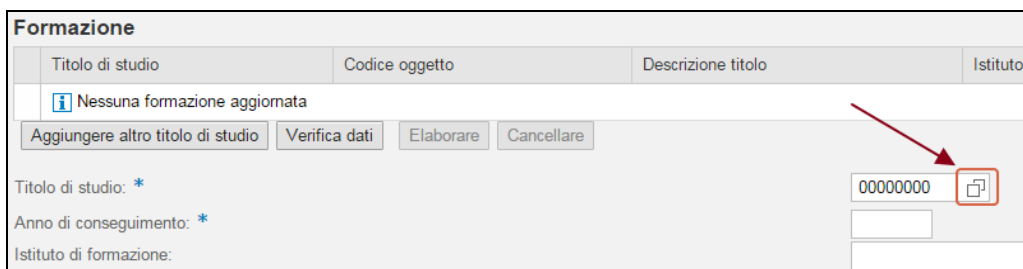 Formazione
Titolo di studio Codice oggetto Descrizione titolo Istituto
Nessuna formazione aggiornata
Aggiungere altro titolo di studio Verifica dati Elaborare Cancellare
Titolo di studio: * 00000000
Anno di conseguimento: *
Istituto di formazione: